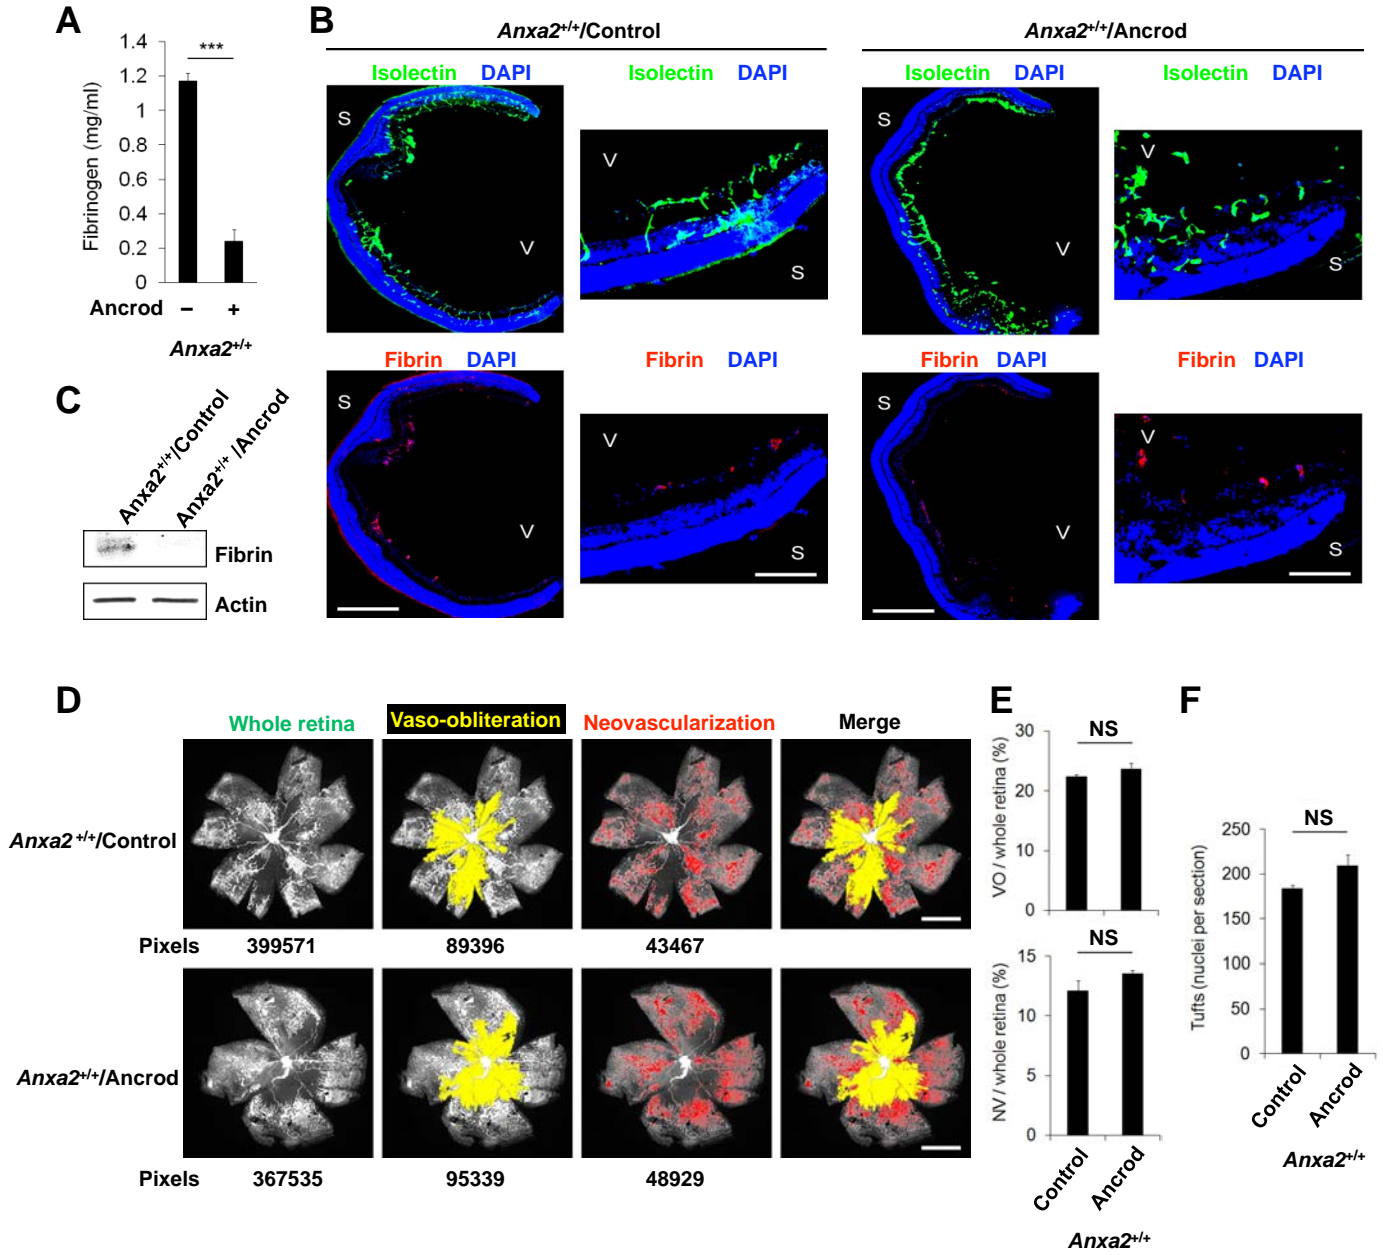 A
1.4
1.2
1
0.8
0.6
0.4
0.2
0
Fibrinogen (mg/ml)
***
Ancrod − +
Anxa2+/+
B
Anxa2+/+/Control
Anxa2+/+/Ancrod
Isolectin DAPI
Isolectin DAPI
Isolectin DAPI
Isolectin DAPI
S
V
V
S
S
V
V
S
Fibrin DAPI
Fibrin DAPI
Fibrin DAPI
Fibrin DAPI
S
V
V
S
S
V
V
S
C
Anxa2+/+/Control
Anxa2+/+ /Ancrod
Fibrin
Actin
D
Whole retina
Vaso-obliteration
Neovascularization
Merge
Anxa2 +/+/Control
Pixels 399571 89396 43467
Anxa2+/+/Ancrod
Pixels 367535 95339 48929
E
30
20
10
0
VO / whole retina (%)
NS
15
10
5
0
NV / whole retina (%)
NS
Control
Ancrod
Anxa2+/+
F
250
200
150
100
50
0
Tufts (nuclei per section)
NS
Control
Ancrod
Anxa2+/+